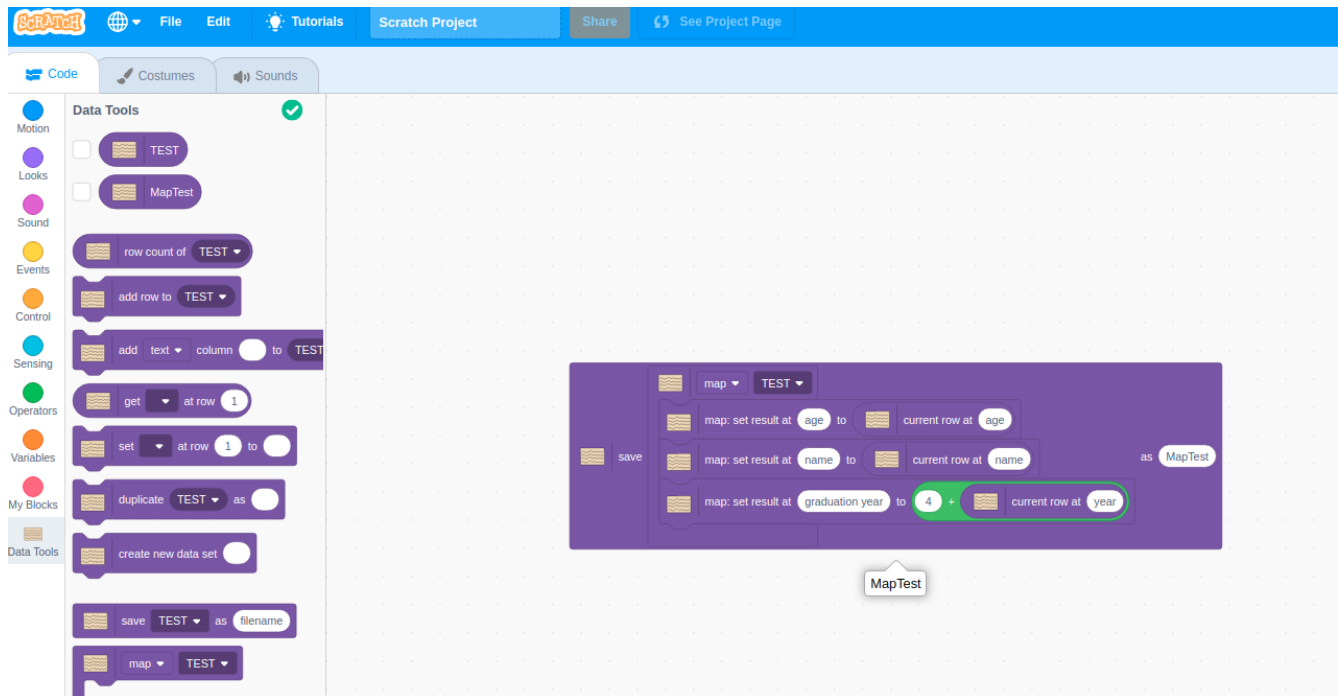 SCRATCH File Edit Tutorials Scratch Project Share See Project Page
Code Costumes Sounds
Motion
Looks
Sound
Events
Control
Sensing
Operators
Variables
My Blocks
Data Tools
Data Tools
TEST
MapTest
row count of TEST
add row to TEST
add text column to TEST
get at row 1
set at row 1 to
duplicate TEST as
create new data set
save TEST as filename
map TEST
map TEST
map: set result at age to current row at age
map: set result at name to current row at name
save as MapTest
map: set result at graduation year to 4 + current row at year
MapTest